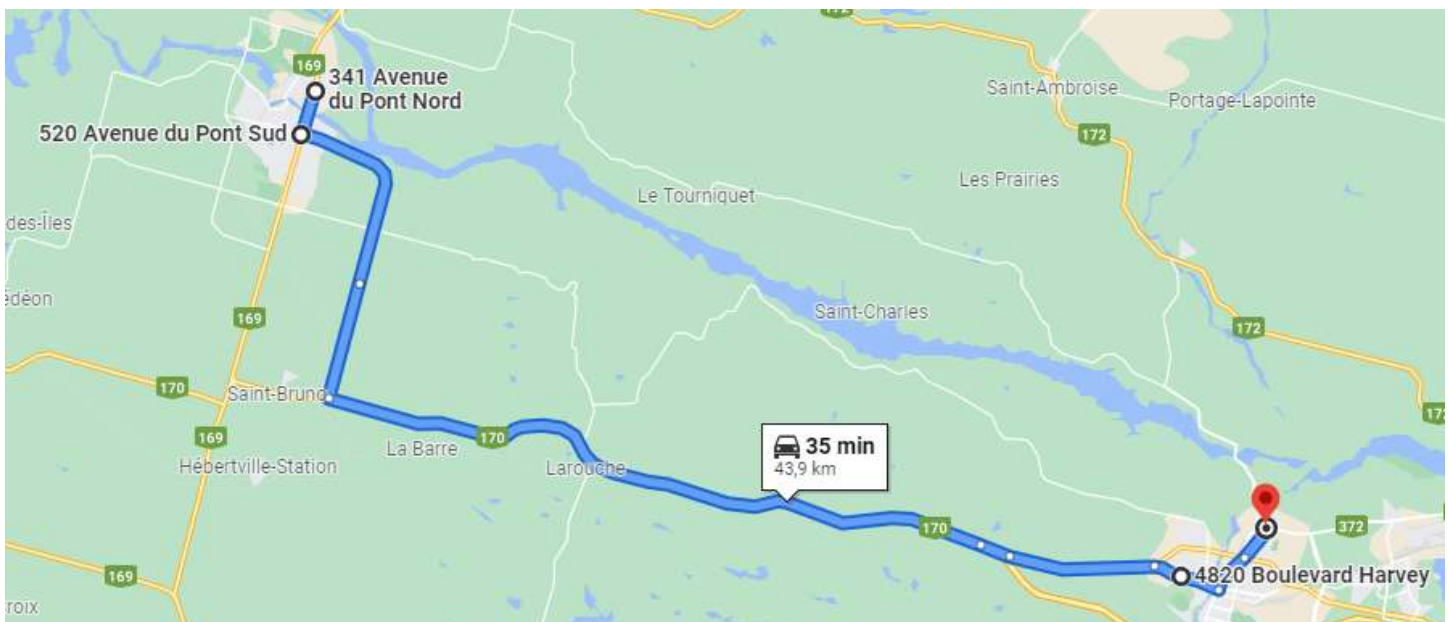 172
169
341 Avenue
du Pont Nord
Saint-Ambroise
Portage-Lapointe
520 Avenue du Pont Sud
172
Les Prairies
Le Tourniquet
des-Îles
édéon
169
Saint-Charles
172
170
Saint-Bruno
172
169
170
La Barre
35 min
43,9 km
Hébertville-Station
Larouche
170
372
169
4820 Boulevard Harvey
roix